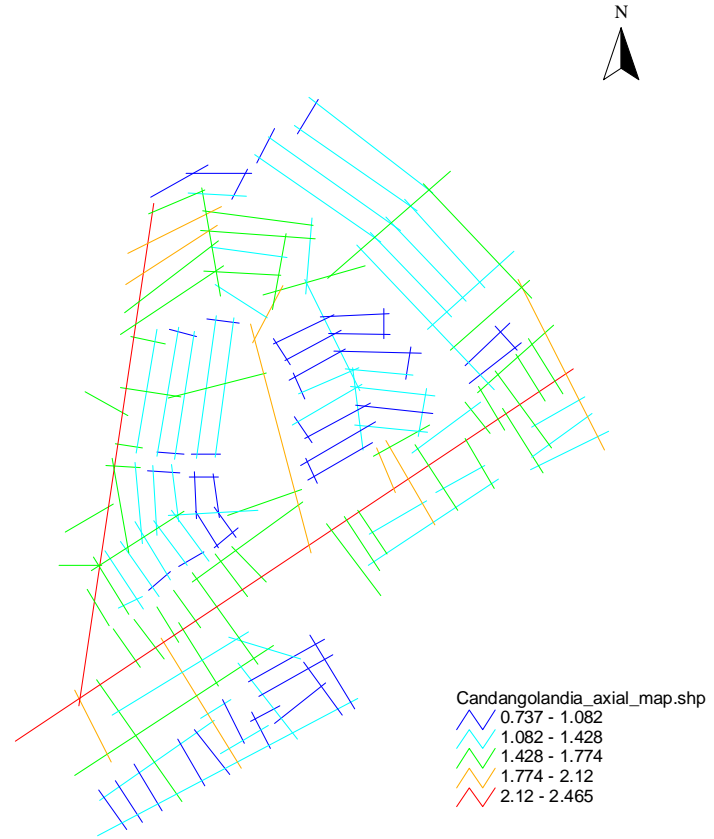 N
Candangolandia_axial_map.shp
0.737 - 1.082
1.082 - 1.428
1.428 - 1.774
1.774 - 2.12
2.12 - 2.465